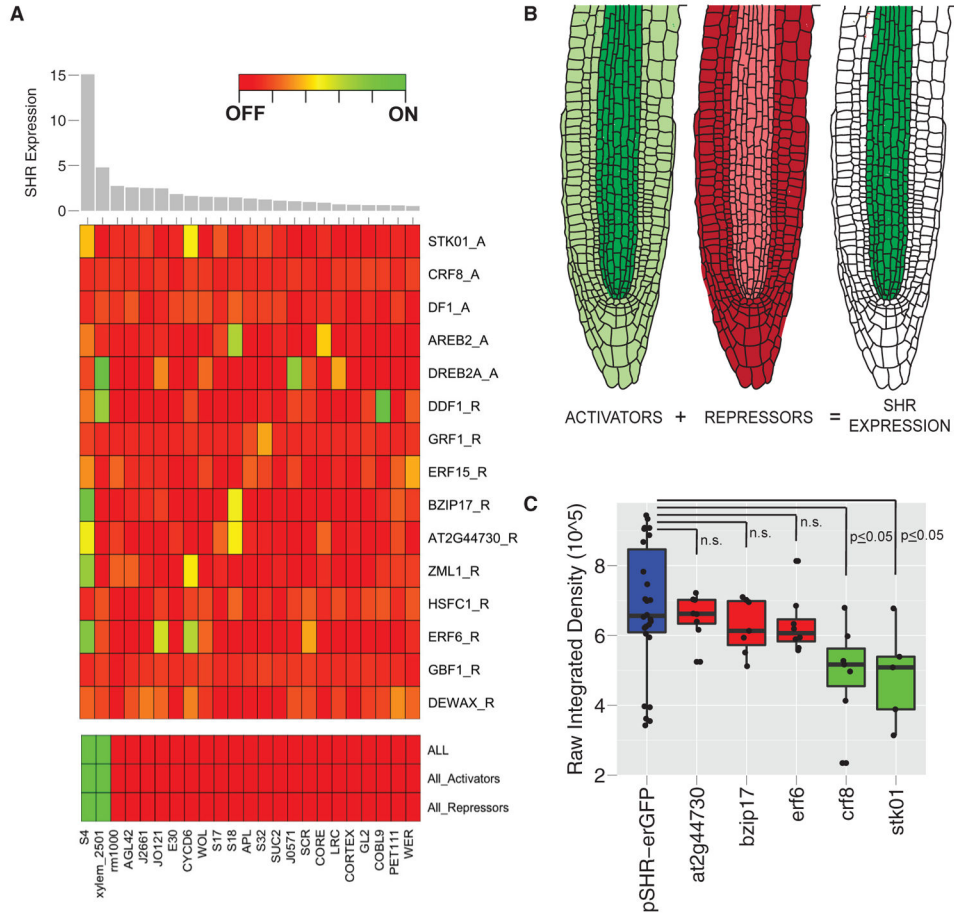 A
SHR Expression
15
10
5
0
OFF
ON
STK01_A
CRF8_A
DF1_A
AREB2_A
DREB2A_A
DDF1_R
GRF1_R
ERF15_R
BZIP17_R
AT2G44730_R
ZML1_R
HSFC1_R
ERF6_R
GBF1_R
DEWAX_R
ALL
All_Activators
All_Repressors
S4
xylem_2501
rm1000
AGL42
J2661
JO121
E30
CYCD6
WOL
S17
S18
APL
S32
SUC2
J0571
SCR
CORE
LRC
CORTEX
GL2
COBL9
PET111
WER
B
ACTIVATORS + REPRESSORS = SHR EXPRESSION
C
Raw Integrated Density (10^5)
8
6
4
2
n.s.
n.s.
n.s.
p≤0.05
p≤0.05
pSHR-erGFP
at2g44730
bzip17
erf6
crf8
stk01